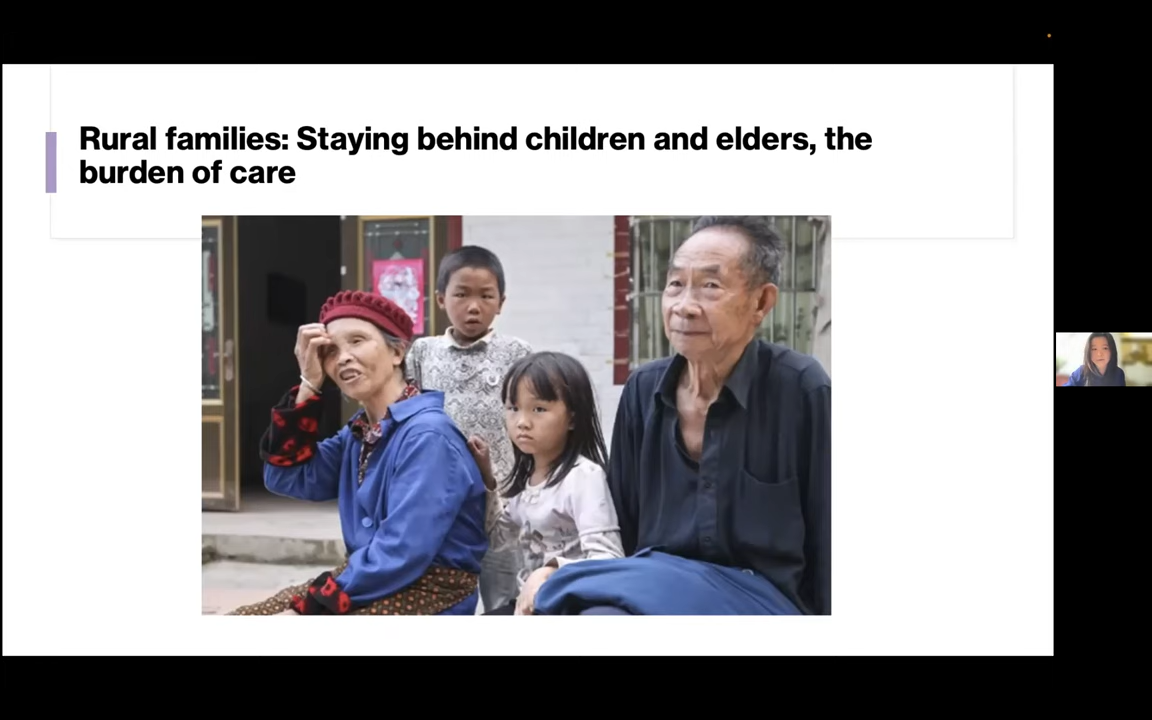 Rural families: Staying behind children and elders, the
burden of care